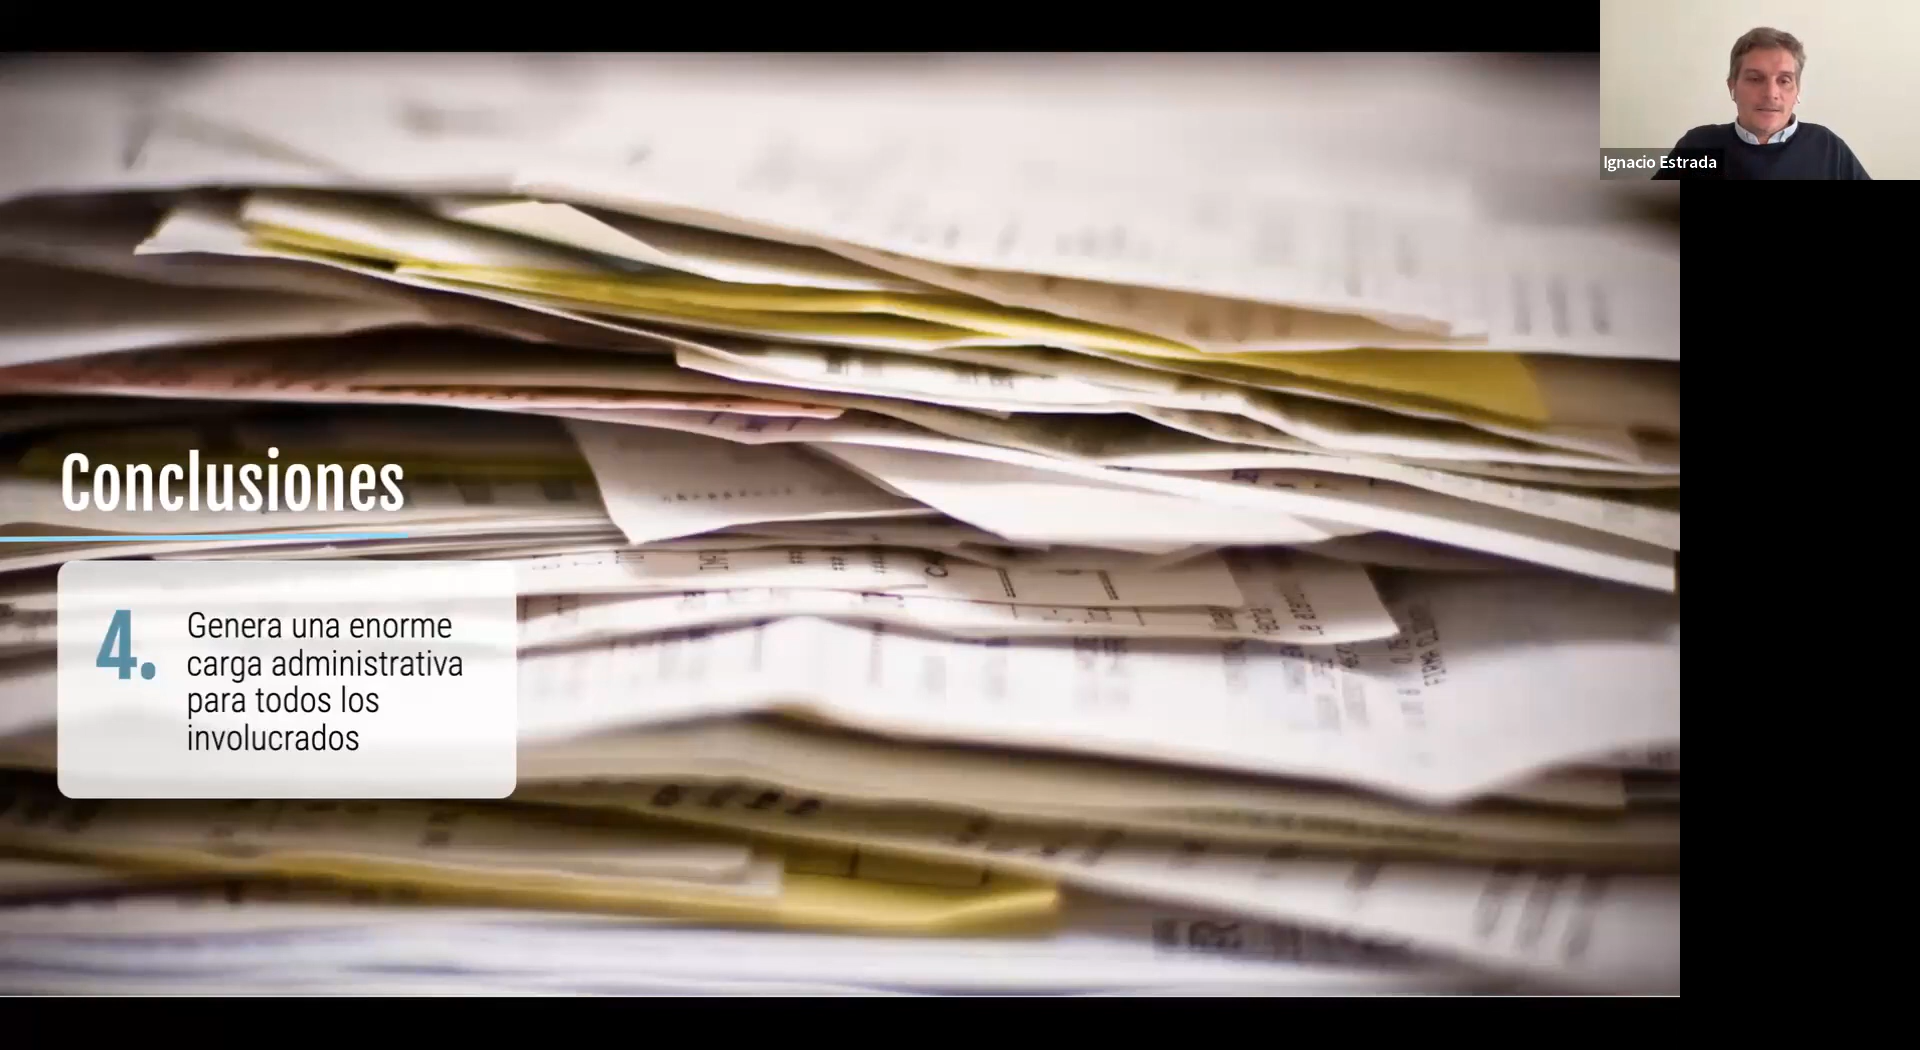 Ignacio Estrada
Conclusiones
4.
Genera una enorme
carga administrativa
para todos los
involucrados